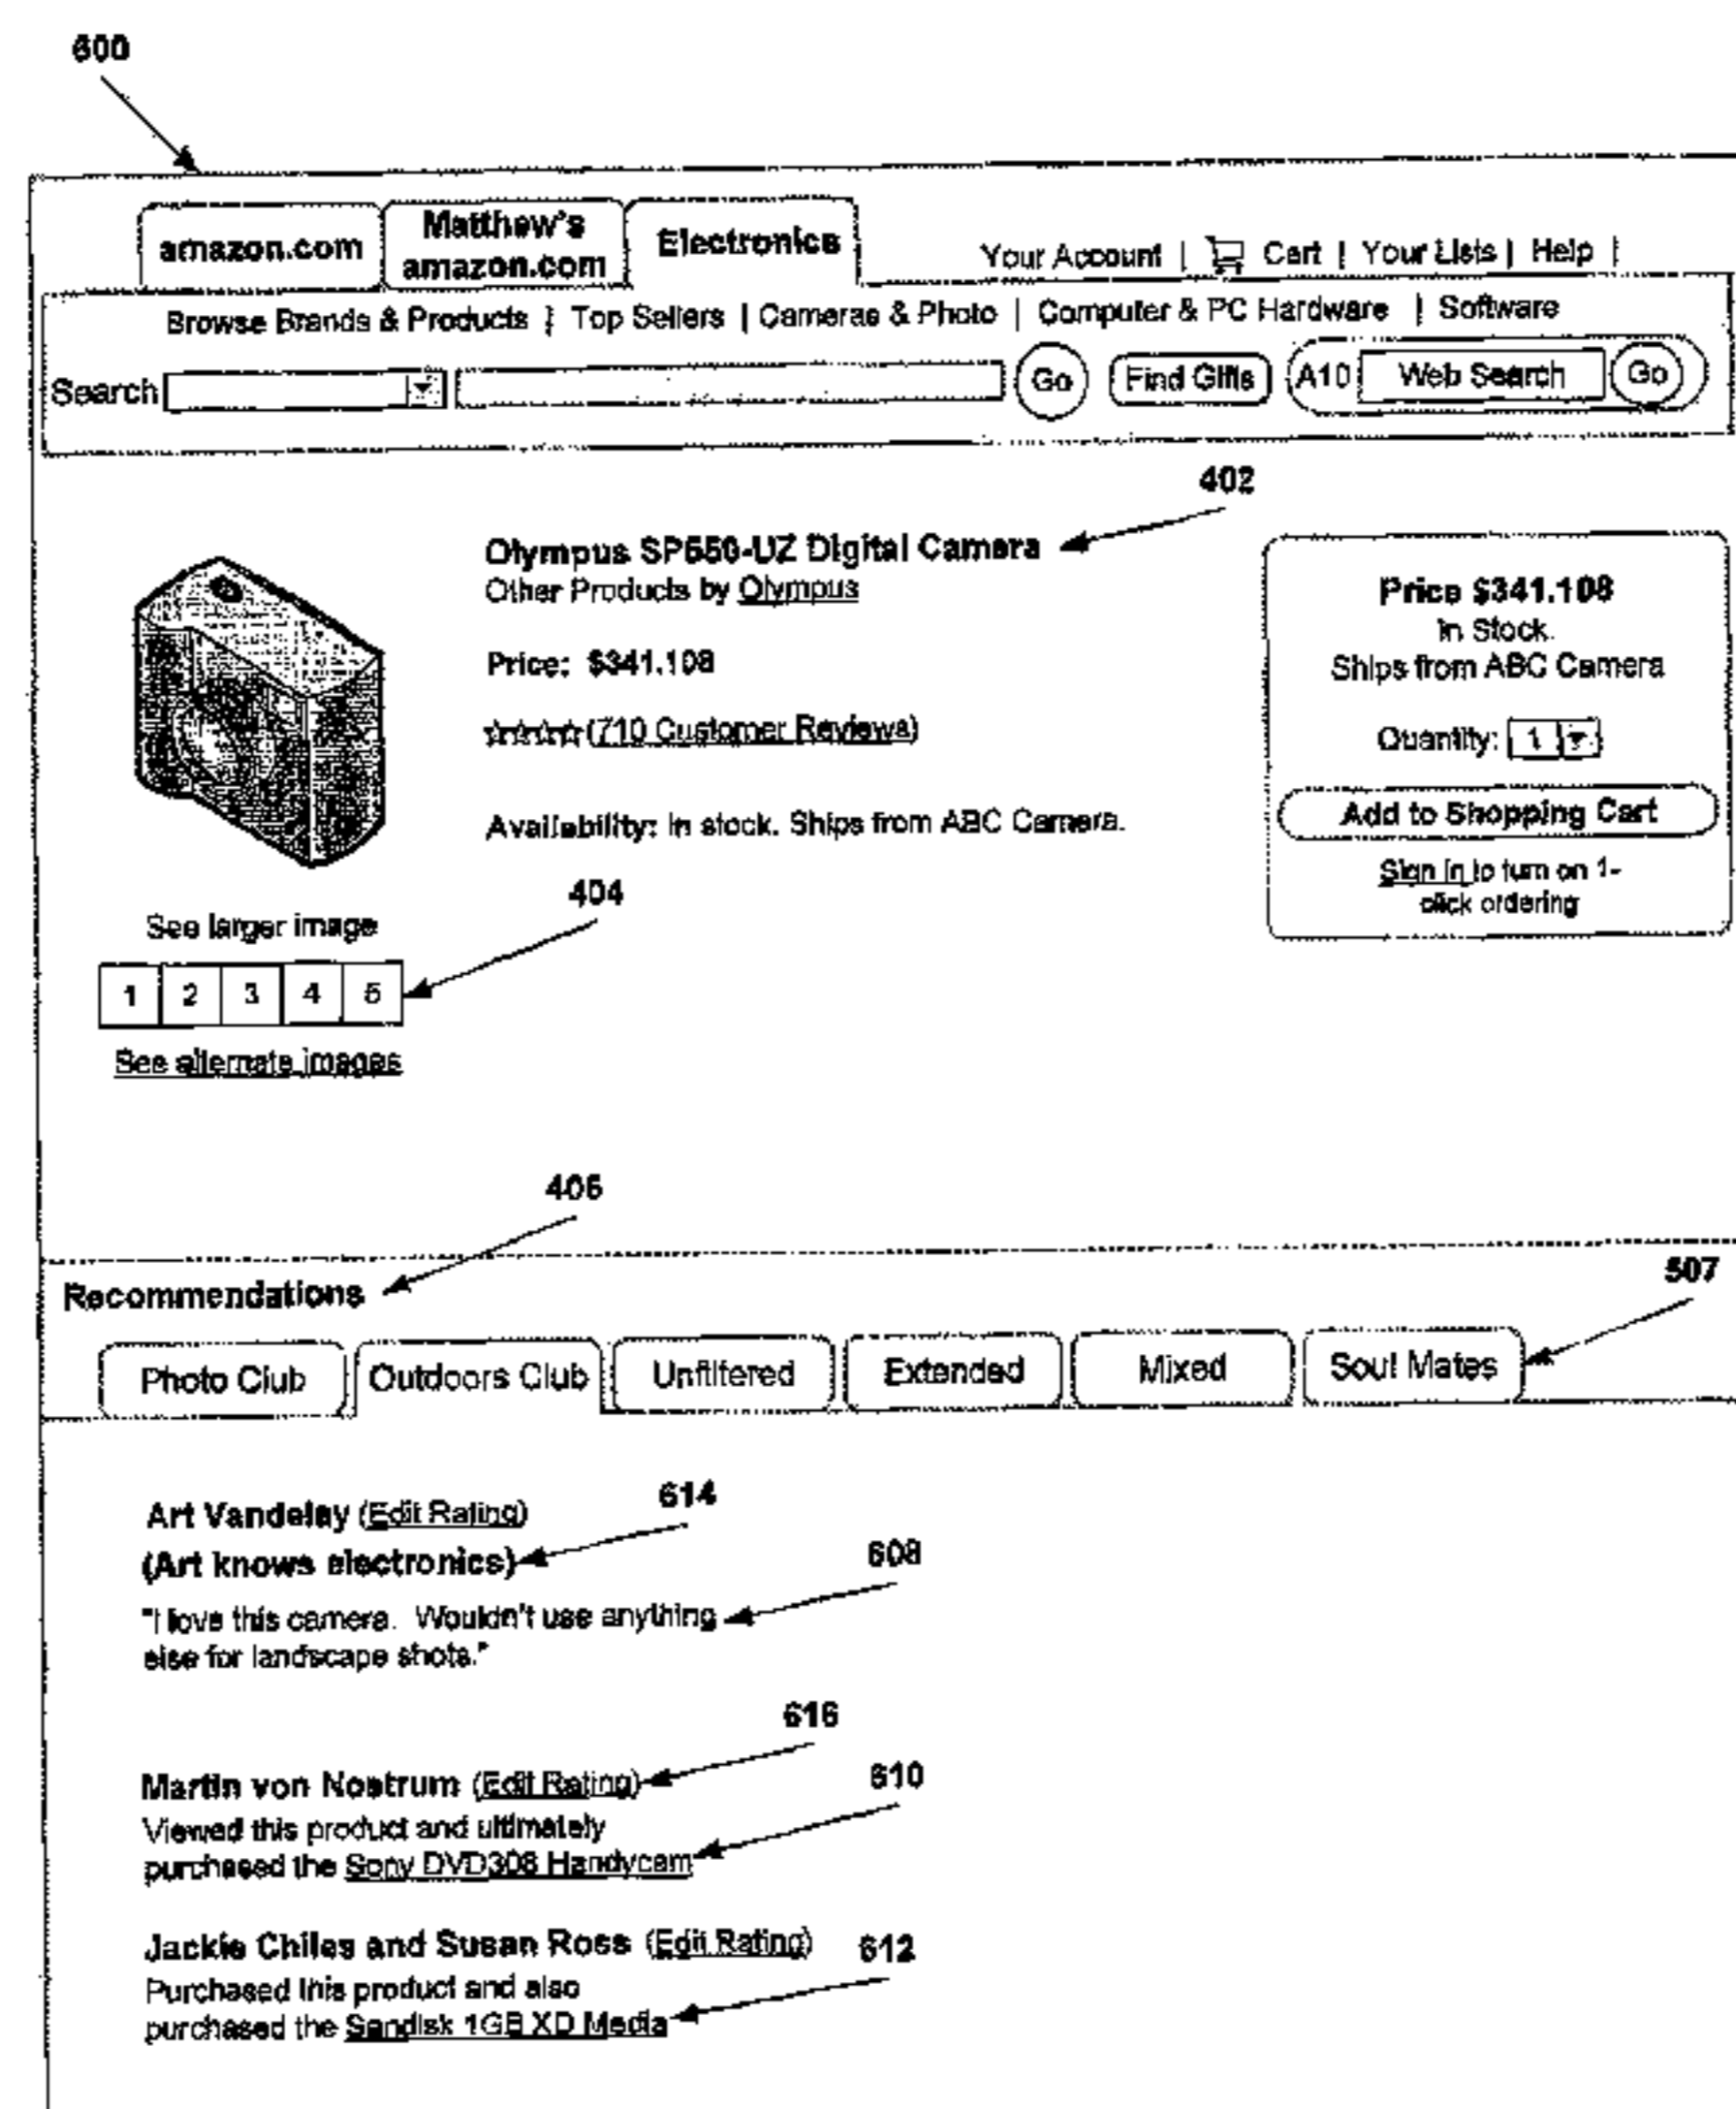 600
amazon.com
Matthew's
amazon.com
Electronics
Your Account | Cart | Your Lists | Help |
Browse Brands & Products | Top Sellers | Cameras & Photo | Computer & PC Hardware | Software
Search Go Find Gifts A10 Web Search Go
402
Olympus SP550-UZ Digital Camera
Other Products by Olympus
Price: $341.108
(710 Customer Reviews)
Availability: In stock. Ships from ABC Camera.
Price $341.108
In Stock.
Ships from ABC Camera
Quantity: 1
Add to Shopping Cart
Sign in to turn on 1-
click ordering
404
See larger image
1 2 3 4 5
See alternate images
406
Recommendations
507
Photo Club
Outdoors Club
Unfiltered
Extended
Mixed
Soul Mates
Art Vandelay (Edit Rating)
614
(Art knows electronics)
608
"I love this camera. Wouldn't use anything
else for landscape shots."
616
Martin von Nostrum (Edit Rating)
610
Viewed this product and ultimately
purchased the Sony DVD308 Handycam
Jackie Chiles and Susan Ross (Edit Rating)
612
Purchased this product and also
purchased the Sandisk 1GB XD Media